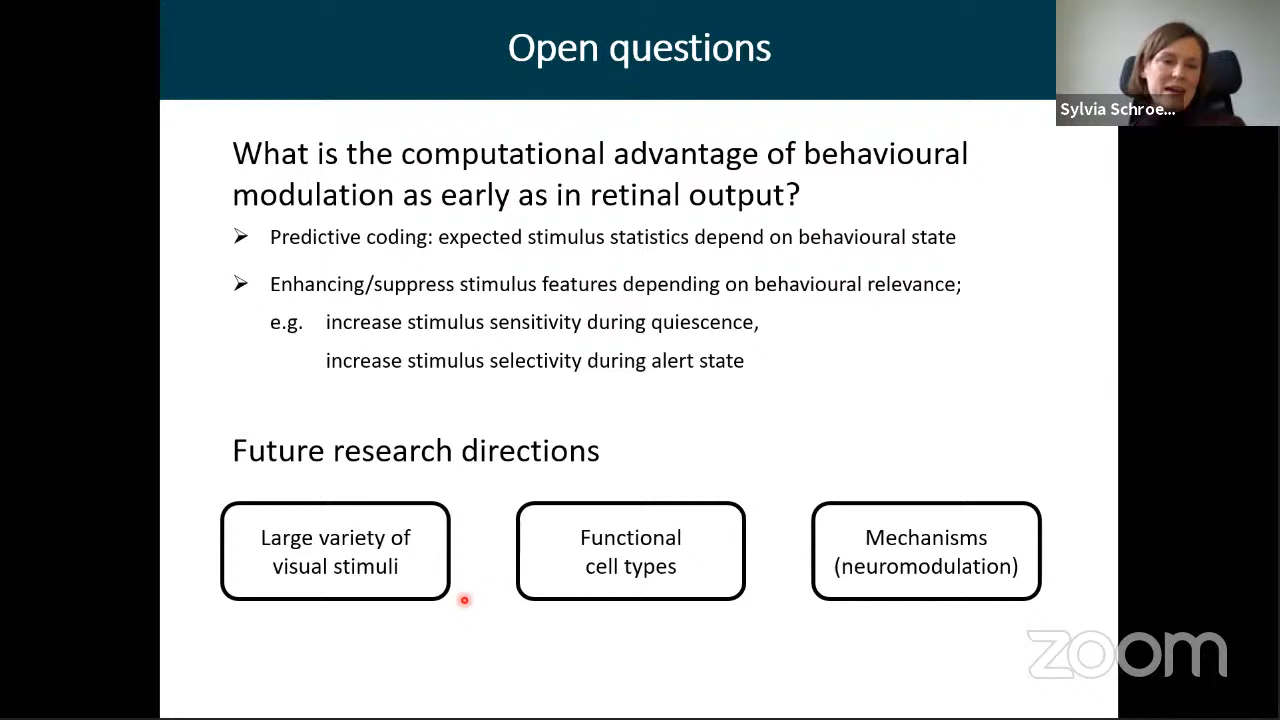 Open questions
Sylvia Schroe...
What is the computational advantage of behavioural
modulation as early as in retinal output?
Predictive coding: expected stimulus statistics depend on behavioural state
Enhancing/suppress stimulus features depending on behavioural relevance;
e.g. increase stimulus sensitivity during quiescence,
increase stimulus selectivity during alert state
Future research directions
Large variety of
visual stimuli
Functional
cell types
Mechanisms
(neuromodulation)
zoom